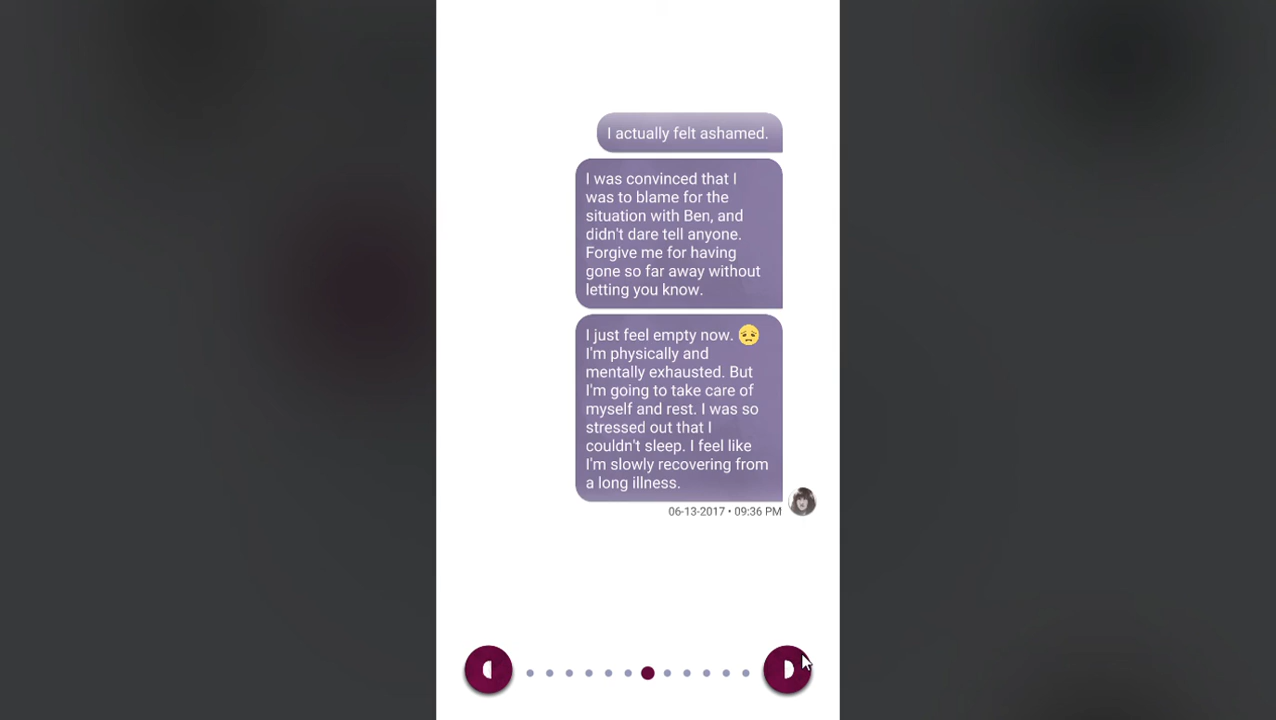 I actually felt ashamed.
I was convinced that I
was to blame for the
situation with Ben, and
didn't dare tell anyone.
Forgive me for having
gone so far away without
letting you know.
I just feel empty now. 😞
I'm physically and
mentally exhausted. But
I'm going to take care of
myself and rest. I was so
stressed out that I
couldn't sleep. I feel like
I'm slowly recovering from
a long illness.
06-13-2017 • 09:36 PM